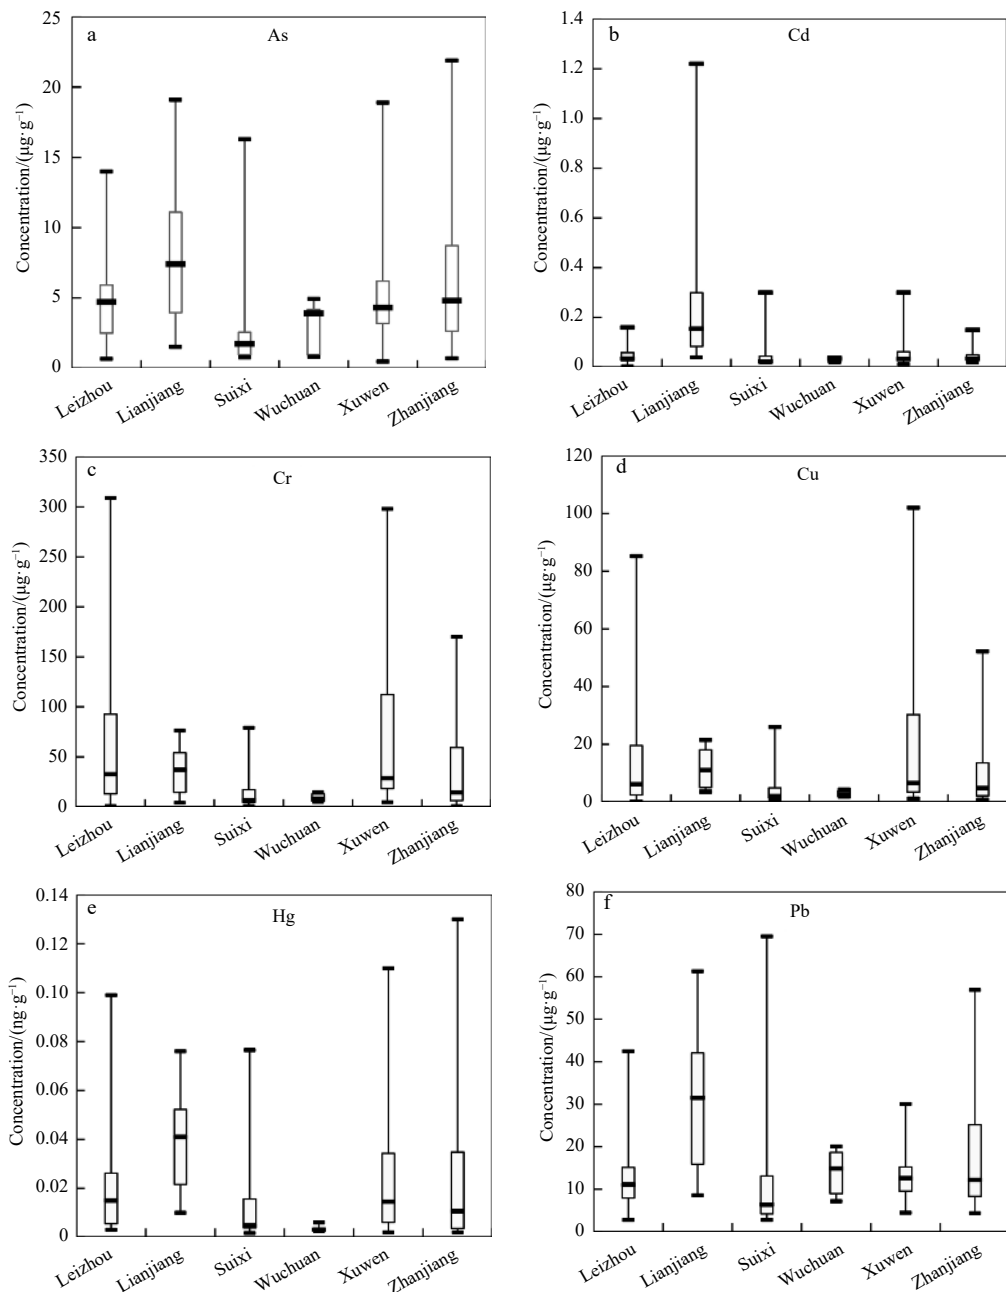 a
As
25
20
15
10
5
0
Concentration/(μg·g⁻¹)
Leizhou
Lianjiang
Suixi
Wuchuan
Xuwen
Zhanjiang
b
Cd
1.4
1.2
1.0
0.8
0.6
0.4
0.2
0
Concentration/(μg·g⁻¹)
Leizhou
Lianjiang
Suixi
Wuchuan
Xuwen
Zhanjiang
c
Cr
350
300
250
200
150
100
50
0
Concentration/(μg·g⁻¹)
Leizhou
Lianjiang
Suixi
Wuchuan
Xuwen
Zhanjiang
d
Cu
120
100
80
60
40
20
0
Concentration/(μg·g⁻¹)
Leizhou
Lianjiang
Suixi
Wuchuan
Xuwen
Zhanjiang
e
Hg
0.14
0.12
0.10
0.08
0.06
0.04
0.02
0
Concentration/(ng·g⁻¹)
Leizhou
Lianjiang
Suixi
Wuchuan
Xuwen
Zhanjiang
f
Pb
80
70
60
50
40
30
20
10
0
Concentration/(μg·g⁻¹)
Leizhou
Lianjiang
Suixi
Wuchuan
Xuwen
Zhanjiang